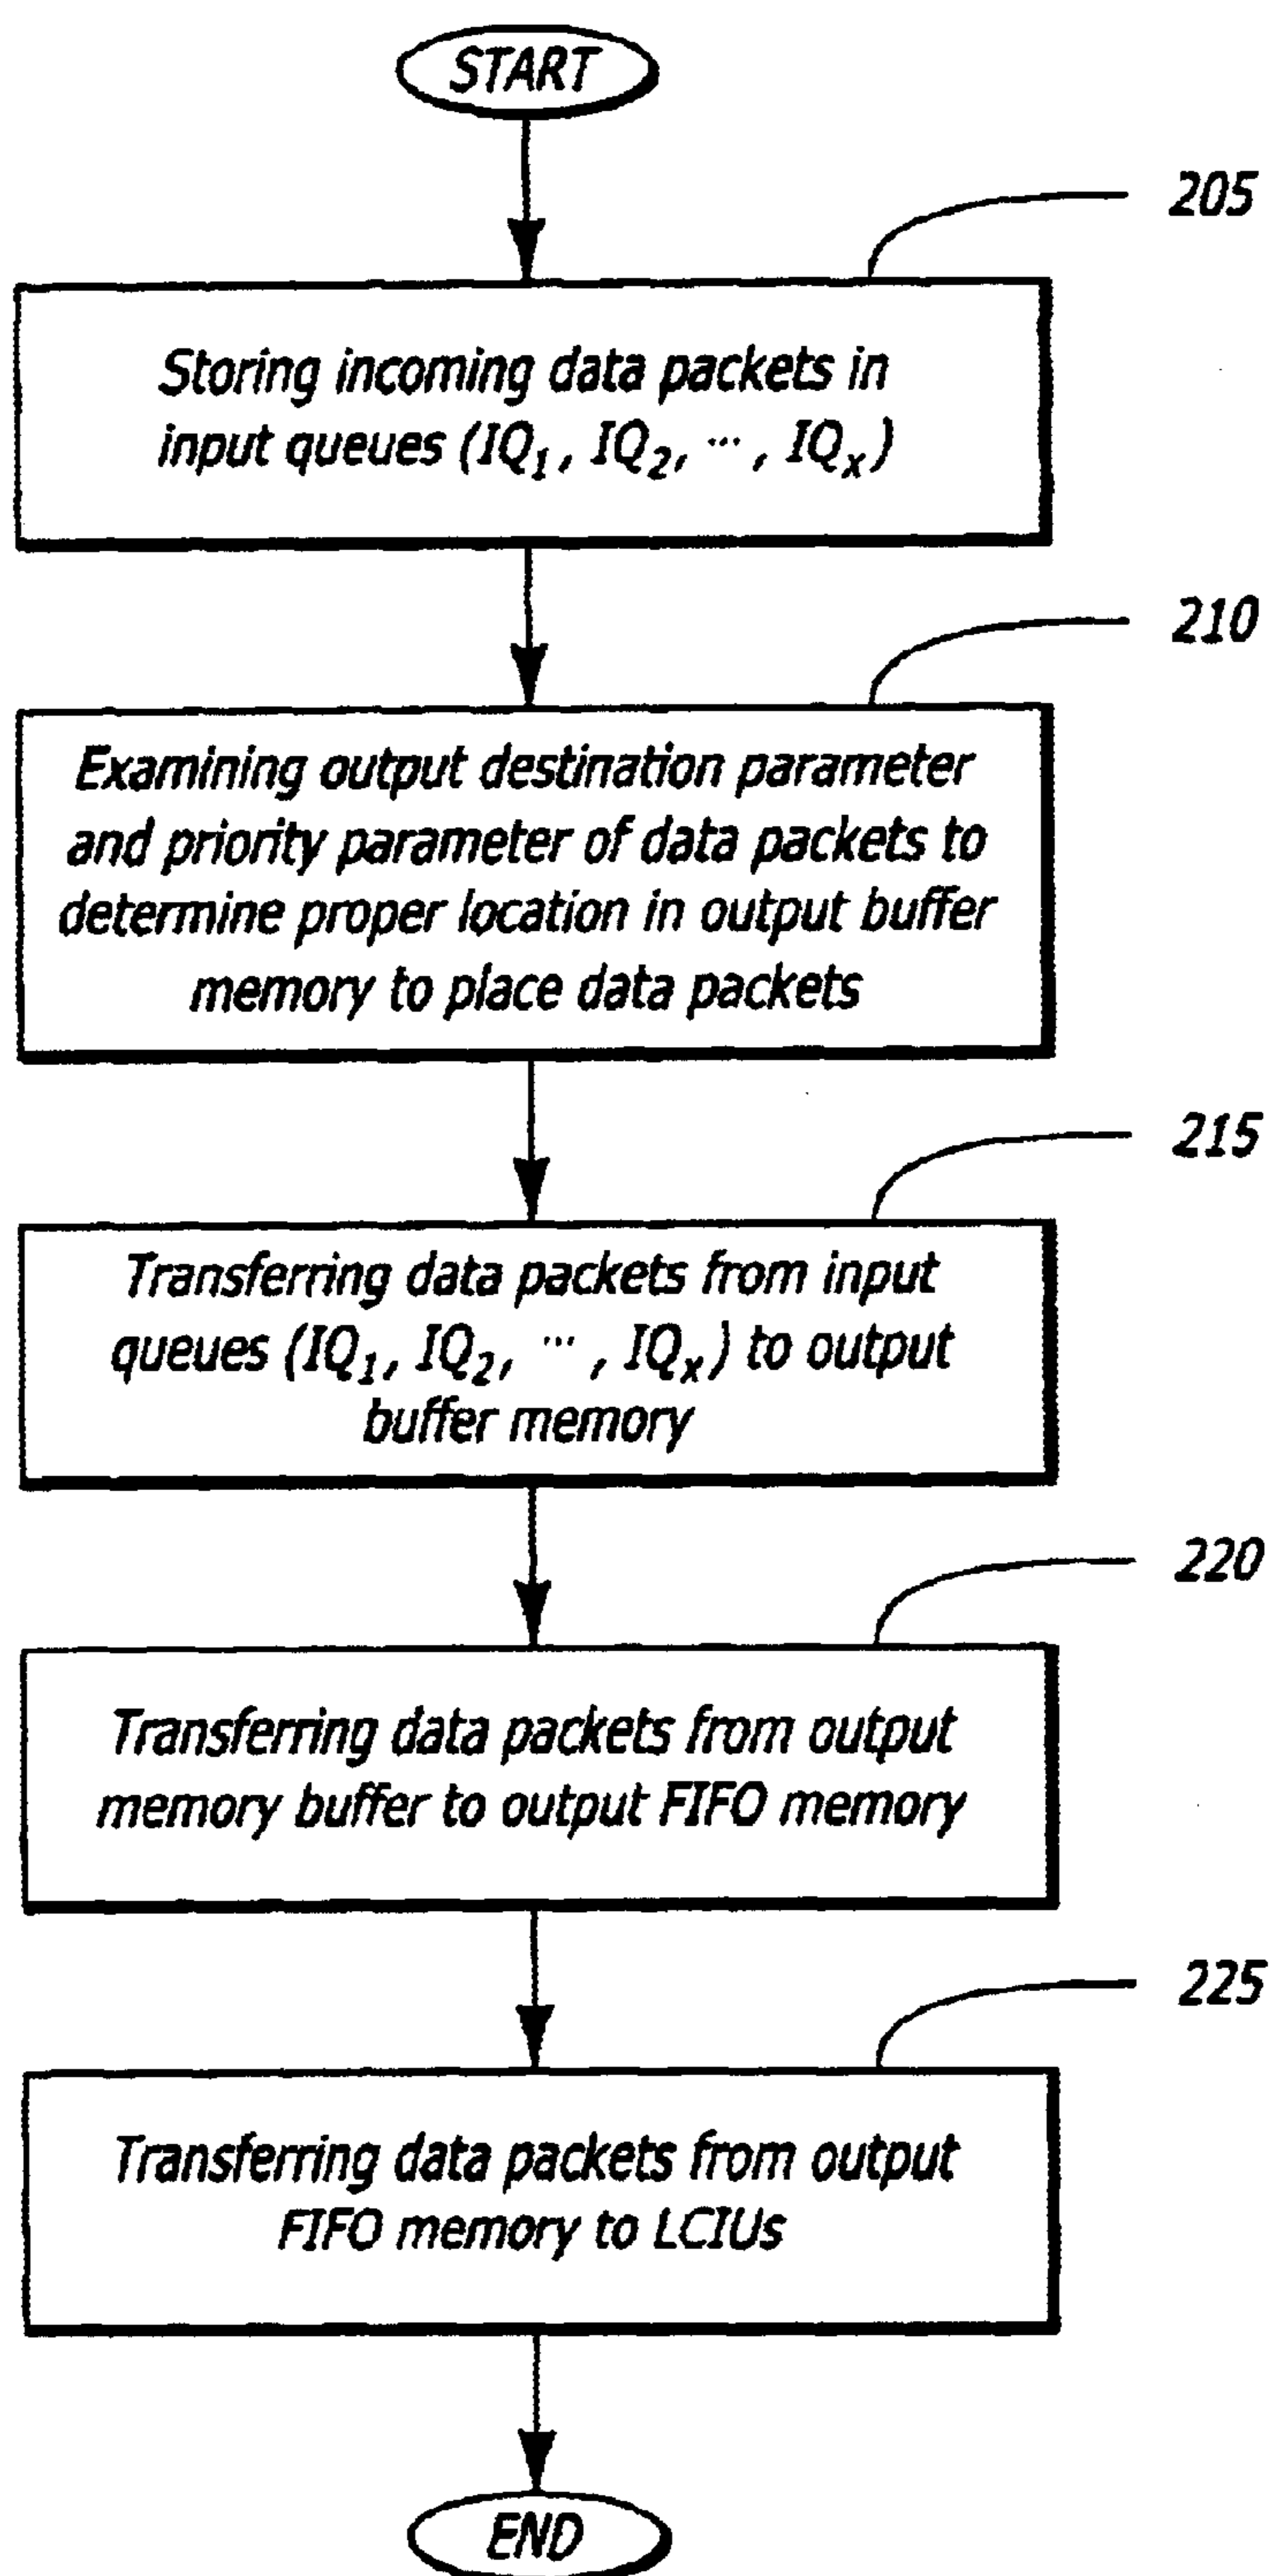 START
205
Storing incoming data packets in
input queues (IQ₁, IQ₂, ···, IQₓ)
210
Examining output destination parameter
and priority parameter of data packets to
determine proper location in output buffer
memory to place data packets
215
Transferring data packets from input
queues (IQ₁, IQ₂, ···, IQₓ) to output
buffer memory
220
Transferring data packets from output
memory buffer to output FIFO memory
225
Transferring data packets from output
FIFO memory to LCIUs
END